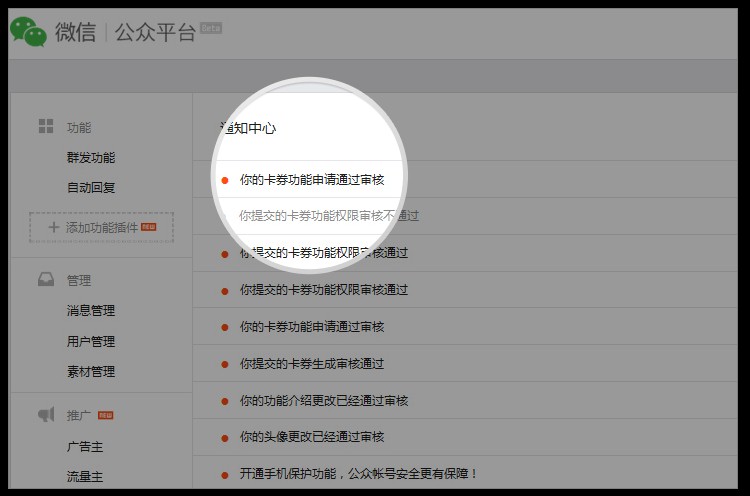 微信 | 公众平台 Beta
功能
群发功能
自动回复
添加功能插件 NEW
管理
消息管理
用户管理
素材管理
推广 NEW
广告主
流量主
通知中心
你的卡券功能申请通过审核
你提交的卡券功能权限审核不通过
你提交的卡券功能权限审核通过
你提交的卡券功能权限审核通过
你的卡券功能申请通过审核
你提交的卡券生成审核通过
你的功能介绍更改已经通过审核
你的头像更改已经通过审核
开通手机保护功能，公众帐号安全更有保障！